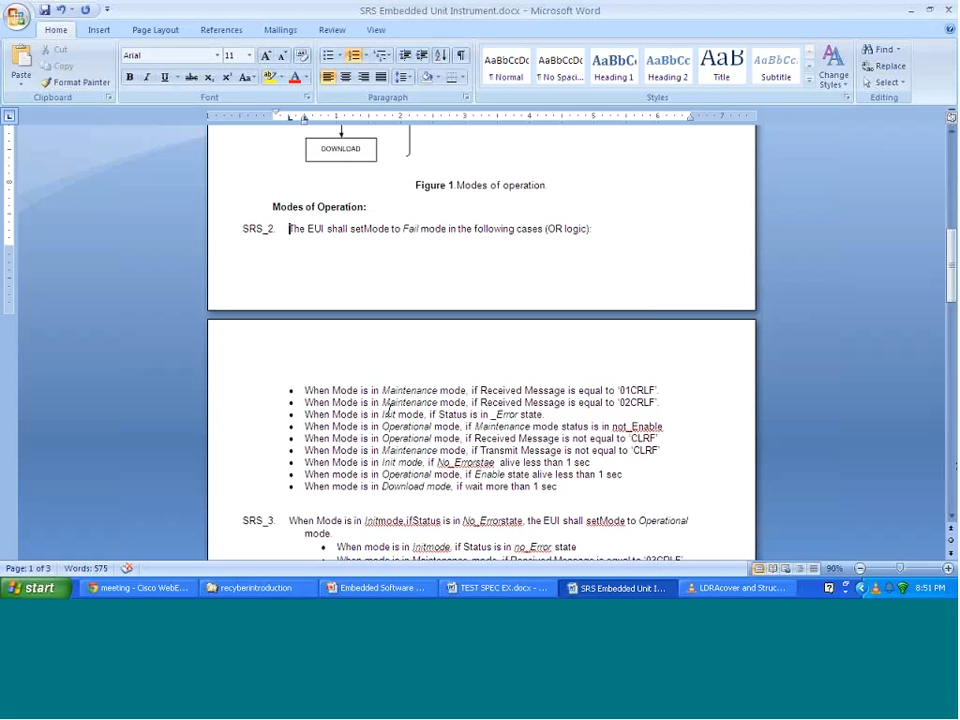 SRS Embedded Unit Instrument.docx - Microsoft Word
Home Insert Page Layout References Mailings Review View
Cut
Copy
Format Painter
Paste
Arial 11
AaBbCcDc AaBbCcDc AaBbC AaBbCc AaB AaBbCc.
¶ Normal ¶ No Spaci... Heading 1 Heading 2 Title Subtitle
Change Styles
Find
Replace
Select
Clipboard Font Paragraph Styles Editing
1 1 2 3 4 5 6 7
DOWNLOAD
Figure 1.Modes of operation.
Modes of Operation:
SRS_2. The EUI shall setMode to Fail mode in the following cases (OR logic):
• When Mode is in Maintenance mode, if Received Message is equal to '01CRLF'.
• When Mode is in Maintenance mode, if Received Message is equal to '02CRLF'.
• When Mode is in Init mode, if Status is in _Error state.
• When Mode is in Operational mode, if Maintenance mode status is in not_Enable
• When Mode is in Operational mode, if Received Message is not equal to 'CLRF'
• When Mode is in Maintenance mode, if Transmit Message is not equal to 'CLRF'
• When Mode is in Init mode, if No_Errorstae alive less than 1 sec
• When mode is in Operational mode, if Enable state alive less than 1 sec
• When mode is in Download mode, if wait more than 1 sec
SRS_3. When Mode is in Initmode,ifStatus is in No_Errorstate, the EUI shall setMode to Operational
mode.
• When mode is in Initmode, if Status is in no_Error state
Page: 1 of 3 Words: 575 90%
start meeting - Cisco WebE... recyberintroduction Embedded Software ... TEST SPEC EX.docx - ... SRS Embedded Unit I... LDRAcover and Struc... 8:51 PM